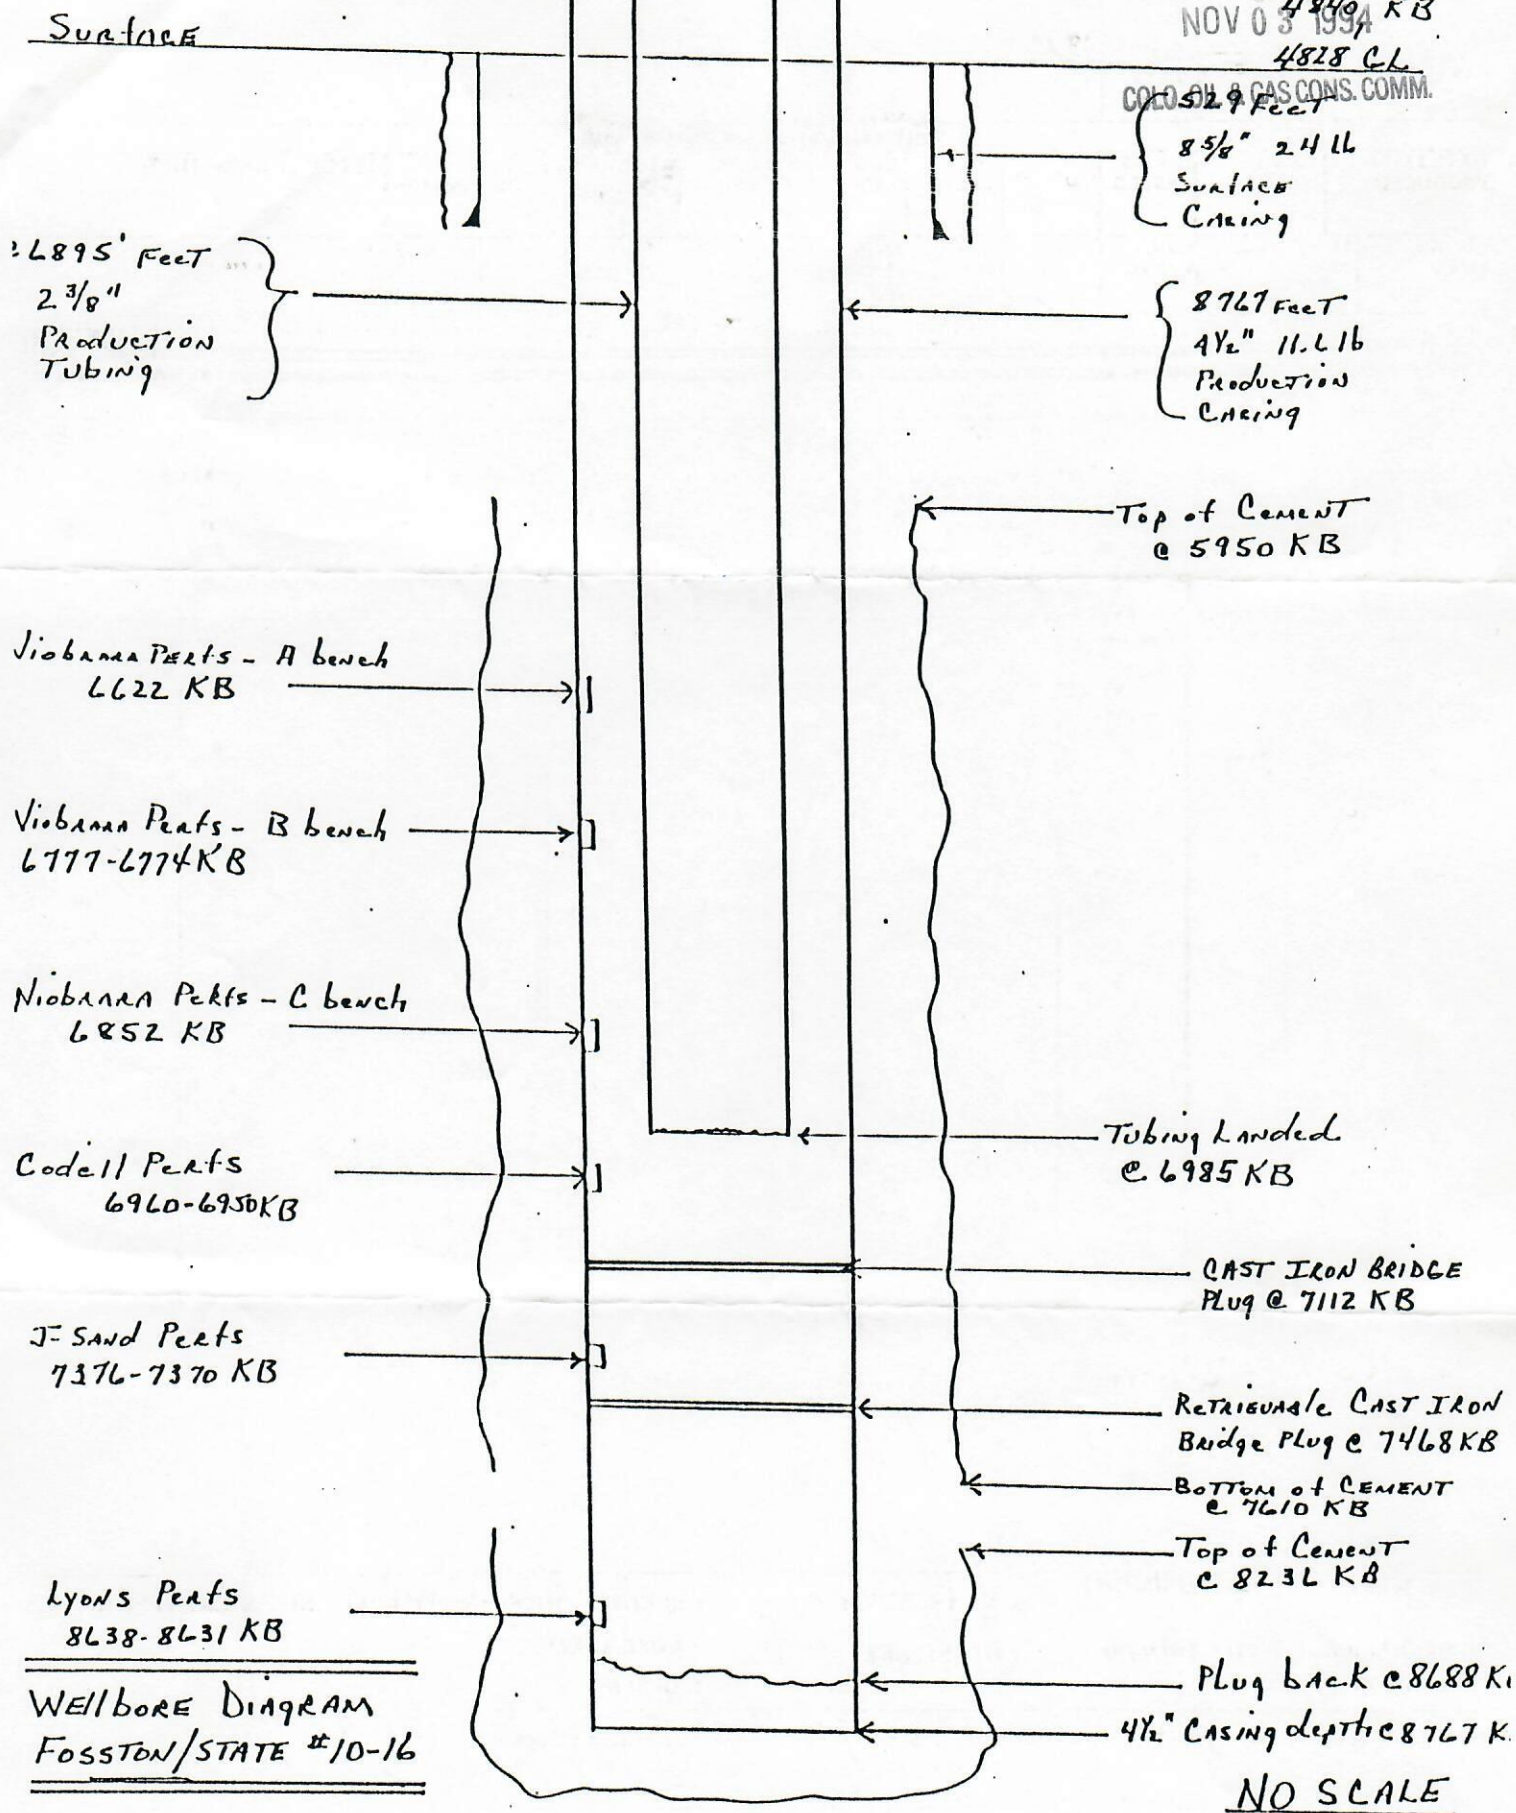 Surface
4840 KB
NOV 03 1994
4828 GL
COLO. OIL & GAS CONS. COMM.
529 Feet
8 5/8" 24 lb
Surface
Casing
6895' Feet
2 3/8"
Production
Tubing
8767 Feet
4½" 11.6 lb
Production
Casing
Top of Cement
@ 5950 KB
Niobrara Perfs - A bench
6622 KB
Niobrara Perfs - B bench
6777-6774 KB
Niobrara Perfs - C bench
6852 KB
Tubing Landed
@ 6985 KB
Codell Perfs
6960-6950 KB
CAST IRON BRIDGE
Plug @ 7112 KB
J-Sand Perfs
7376-7370 KB
Retrievable Cast Iron
Bridge Plug @ 7468 KB
Bottom of Cement
@ 7610 KB
Top of Cement
@ 8236 KB
Lyons Perfs
8638-8631 KB
Plug back @ 8688 K
4½" Casing depth @ 8767 K
Wellbore Diagram
Fosston/State #10-16
NO SCALE